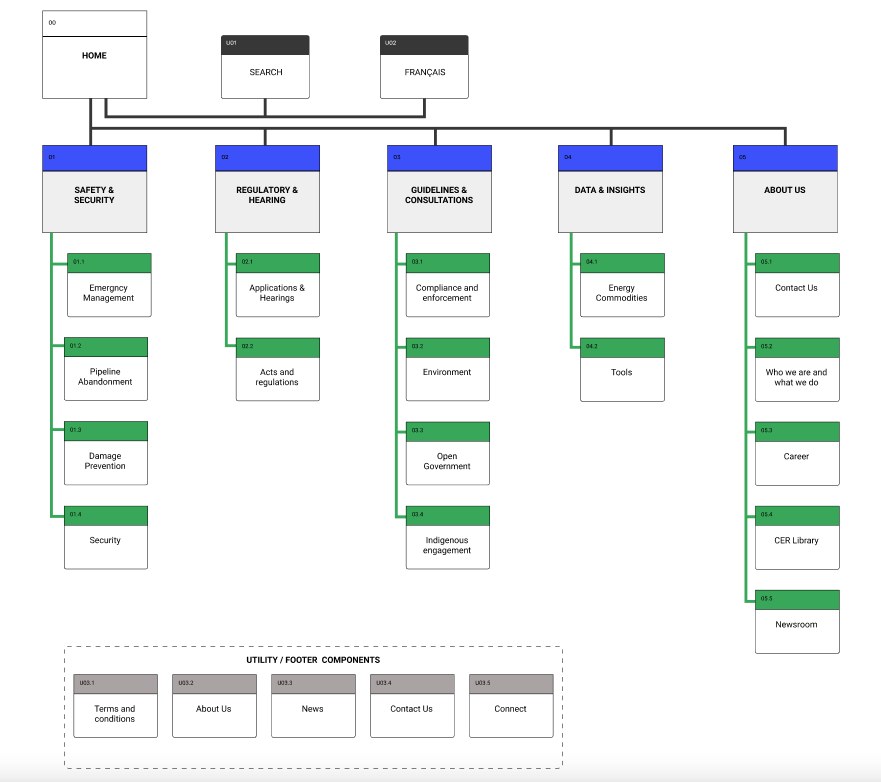 00
HOME
U01
SEARCH
U02
FRANÇAIS
01
SAFETY &
SECURITY
02
REGULATORY &
HEARING
03
GUIDELINES &
CONSULTATIONS
04
DATA & INSIGHTS
05
ABOUT US
01.1
Emergncy
Management
02.1
Applications &
Hearings
03.1
Compliance and
enforcement
04.1
Energy
Commodities
05.1
Contact Us
01.2
Pipeline
Abandonment
02.2
Acts and
regulations
03.2
Environment
04.2
Tools
05.2
Who we are and
what we do
01.3
Damage
Prevention
03.3
Open
Government
05.3
Career
01.4
Security
03.4
Indigenous
engagement
05.4
CER Library
05.5
Newsroom
UTILITY / FOOTER COMPONENTS
U03.1
Terms and
conditions
U03.2
About Us
U03.3
News
U03.4
Contact Us
U03.5
Connect